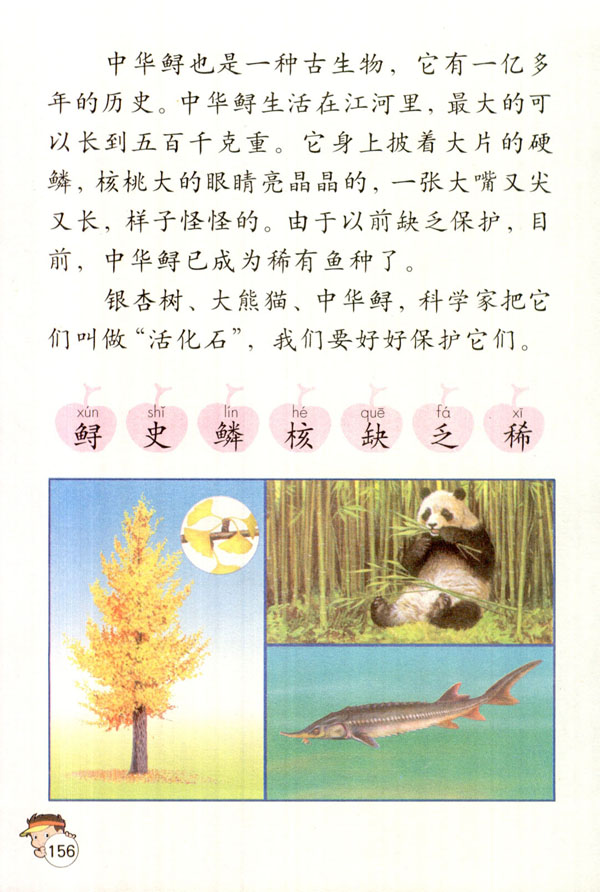 中华鲟也是一种古生物，它有一亿多
年的历史。中华鲟生活在江河里，最大的可
以长到五百千克重。它身上披着大片的硬
鳞，核桃大的眼睛亮晶晶的，一张大嘴又尖
又长，样子怪怪的。由于以前缺乏保护，目
前，中华鲟已成为稀有鱼种了。
银杏树、大熊猫、中华鲟，科学家把它
们叫做“活化石”，我们要好好保护它们。
xún shǐ lín hé quē fá xī
鲟 史 鳞 核 缺 乏 稀
156